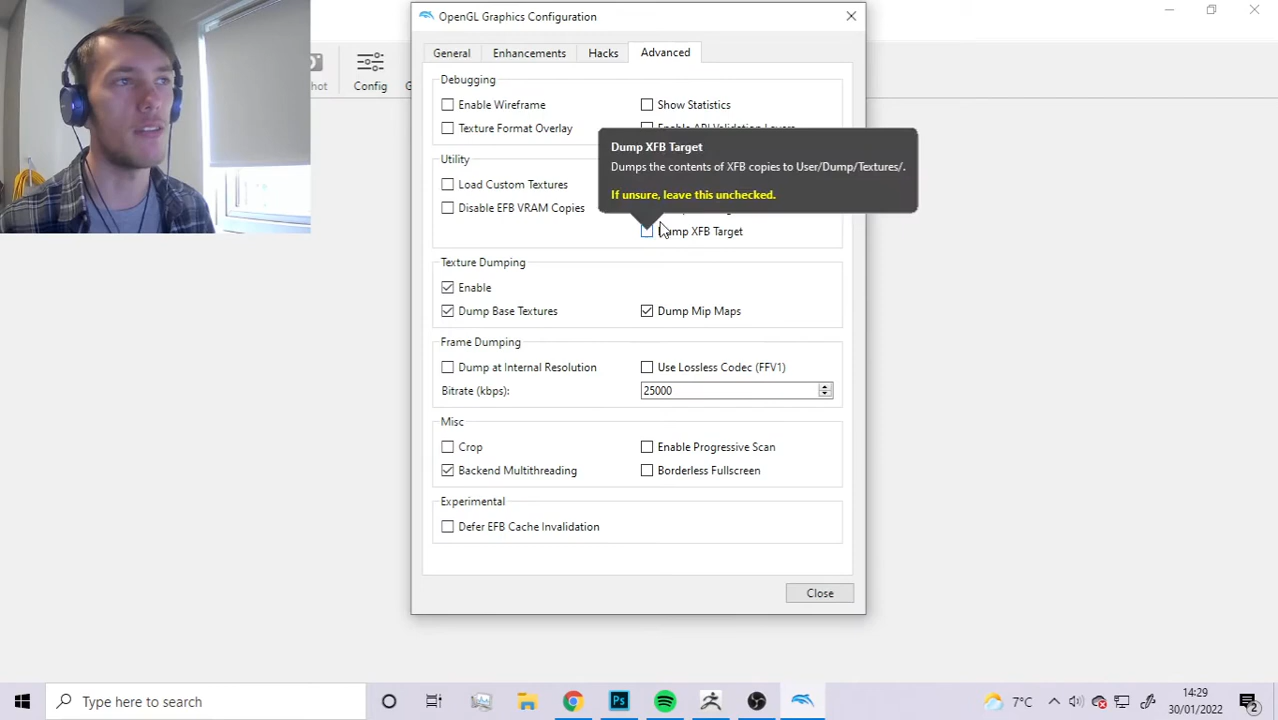 OpenGL Graphics Configuration
Config
General
Enhancements
Hacks
Advanced
Debugging
Enable Wireframe
Show Statistics
Texture Format Overlay
Dump XFB Target
Dumps the contents of XFB copies to User/Dump/Textures/.
If unsure, leave this unchecked.
Utility
Load Custom Textures
Disable EFB VRAM Copies
Dump XFB Target
Texture Dumping
Enable
Dump Base Textures
Dump Mip Maps
Frame Dumping
Dump at Internal Resolution
Use Lossless Codec (FFV1)
Bitrate (kbps):
25000
Misc
Crop
Enable Progressive Scan
Backend Multithreading
Borderless Fullscreen
Experimental
Defer EFB Cache Invalidation
Close
Type here to search
Ps
7°C
14:29
30/01/2022
2